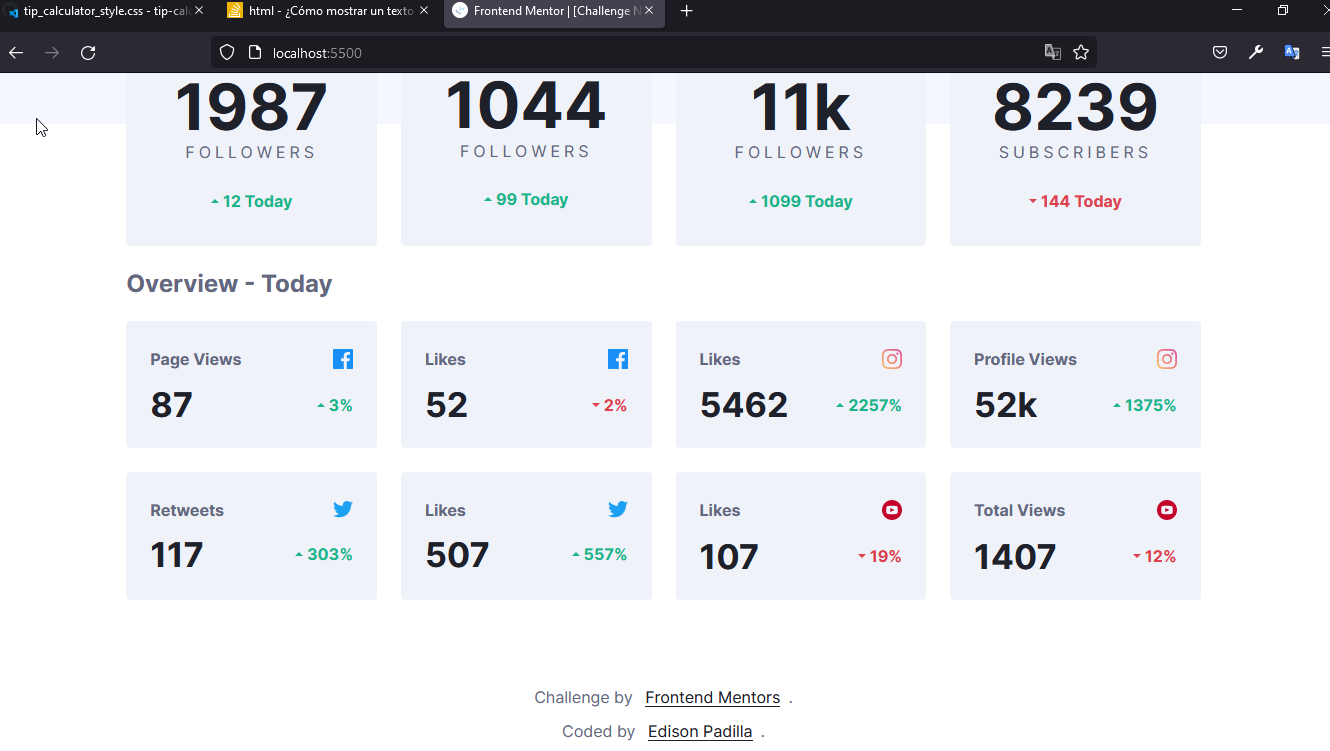 tip_calculator_style.css - tip-calc
html - ¿Cómo mostrar un texto
Frontend Mentor | [Challenge N
localhost:5500
1987 1044 11k 8239
FOLLOWERS FOLLOWERS FOLLOWERS SUBSCRIBERS
12 Today 99 Today 1099 Today 144 Today
Overview - Today
Page Views Likes Likes Profile Views
87 3% 52 2% 5462 2257% 52k 1375%
Retweets Likes Likes Total Views
117 303% 507 557% 107 19% 1407 12%
Challenge by Frontend Mentors .
Coded by Edison Padilla .